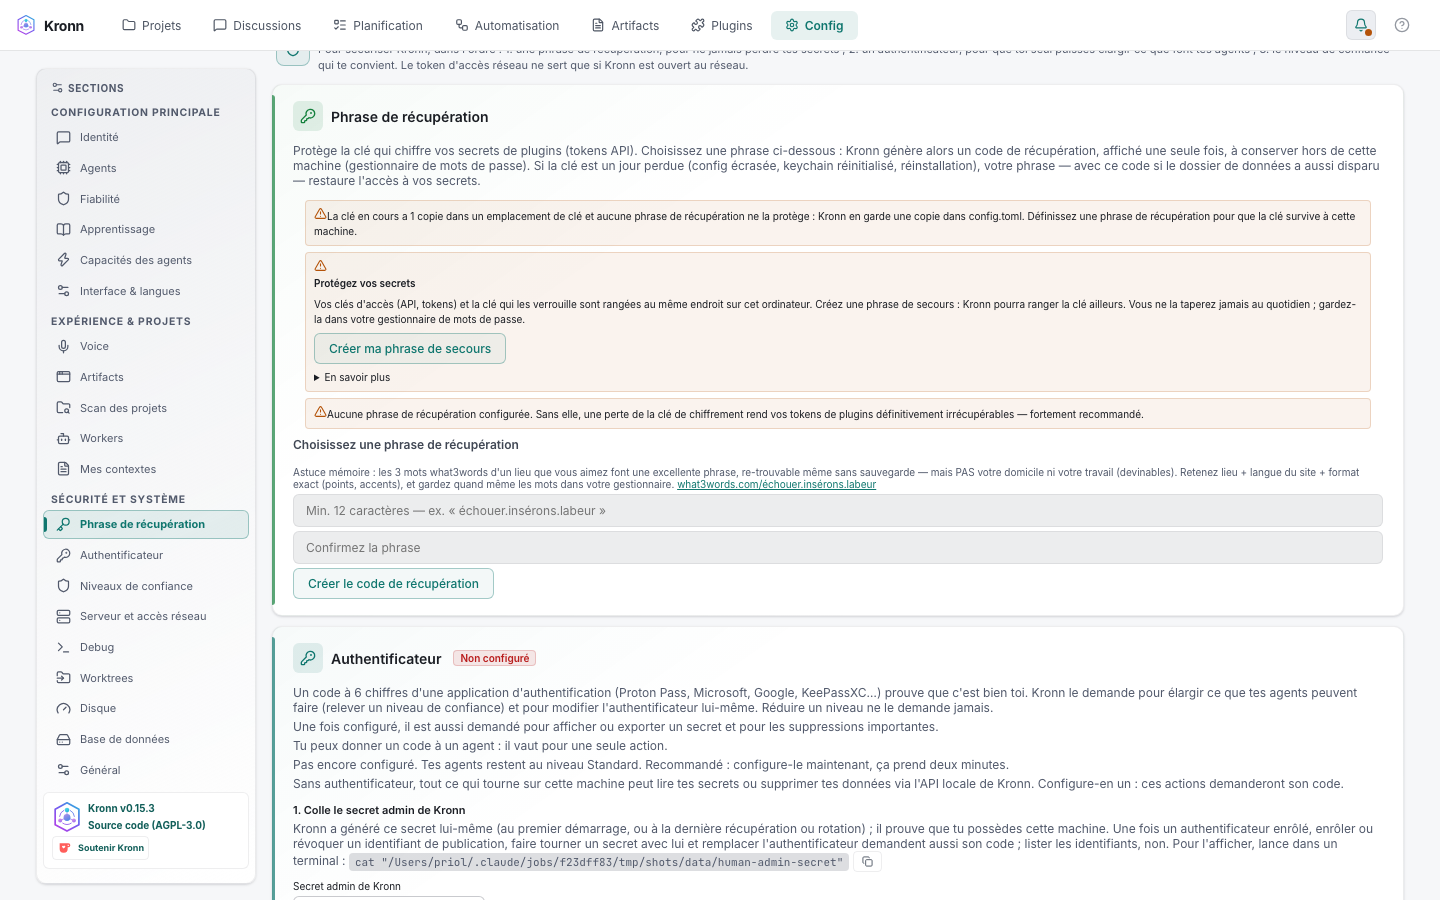 Kronn
Projets
Discussions
Planification
Automatisation
Artifacts
Plugins
Config
SECTIONS
CONFIGURATION PRINCIPALE
Identité
Agents
Fiabilité
Apprentissage
Capacités des agents
Interface & langues
EXPÉRIENCE & PROJETS
Voice
Artifacts
Scan des projets
Workers
Mes contextes
SÉCURITÉ ET SYSTÈME
Phrase de récupération
Authentificateur
Niveaux de confiance
Serveur et accès réseau
Debug
Worktrees
Disque
Base de données
Général
Kronn v0.15.3
Source code (AGPL-3.0)
Soutenir Kronn
qui te convient. Le token d'accès réseau ne sert que si Kronn est ouvert au réseau.
Phrase de récupération
Protège la clé qui chiffre vos secrets de plugins (tokens API). Choisissez une phrase ci-dessous : Kronn génère alors un code de récupération, affiché une seule fois, à conserver hors de cette
machine (gestionnaire de mots de passe). Si la clé est un jour perdue (config écrasée, keychain réinitialisé, réinstallation), votre phrase — avec ce code si le dossier de données a aussi disparu
— restaure l'accès à vos secrets.
La clé en cours a 1 copie dans un emplacement de clé et aucune phrase de récupération ne la protège : Kronn en garde une copie dans config.toml. Définissez une phrase de récupération pour que la clé survive à cette
machine.
Protégez vos secrets
Vos clés d'accès (API, tokens) et la clé qui les verrouille sont rangées au même endroit sur cet ordinateur. Créez une phrase de secours : Kronn pourra ranger la clé ailleurs. Vous ne la taperez jamais au quotidien ; gardez-
la dans votre gestionnaire de mots de passe.
Créer ma phrase de secours
En savoir plus
Aucune phrase de récupération configurée. Sans elle, une perte de la clé de chiffrement rend vos tokens de plugins définitivement irrécupérables — fortement recommandé.
Choisissez une phrase de récupération
Astuce mémoire : les 3 mots what3words d'un lieu que vous aimez font une excellente phrase, re-trouvable même sans sauvegarde — mais PAS votre domicile ni votre travail (devinables). Retenez lieu + langue du site + format
exact (points, accents), et gardez quand même les mots dans votre gestionnaire. what3words.com/échouer.insérons.labeur
Min. 12 caractères — ex. « échouer.insérons.labeur »
Confirmez la phrase
Créer le code de récupération
Authentificateur
Non configuré
Un code à 6 chiffres d'une application d'authentification (Proton Pass, Microsoft, Google, KeePassXC…) prouve que c'est bien toi. Kronn le demande pour élargir ce que tes agents peuvent
faire (relever un niveau de confiance) et pour modifier l'authentificateur lui-même. Réduire un niveau ne le demande jamais.
Une fois configuré, il est aussi demandé pour afficher ou exporter un secret et pour les suppressions importantes.
Tu peux donner un code à un agent : il vaut pour une seule action.
Pas encore configuré. Tes agents restent au niveau Standard. Recommandé : configure-le maintenant, ça prend deux minutes.
Sans authentificateur, tout ce qui tourne sur cette machine peut lire tes secrets ou supprimer tes données via l'API locale de Kronn. Configure-en un : ces actions demanderont son code.
1. Colle le secret admin de Kronn
Kronn a généré ce secret lui-même (au premier démarrage, ou à la dernière récupération ou rotation) ; il prouve que tu possèdes cette machine. Une fois un authentificateur enrôlé, enrôler ou
révoquer un identifiant de publication, faire tourner un secret avec lui et remplacer l'authentificateur demandent aussi son code ; lister les identifiants, non. Pour l'afficher, lance dans un
terminal : cat "/Users/priol/.claude/jobs/f23dff83/tmp/shots/data/human-admin-secret"
Secret admin de Kronn